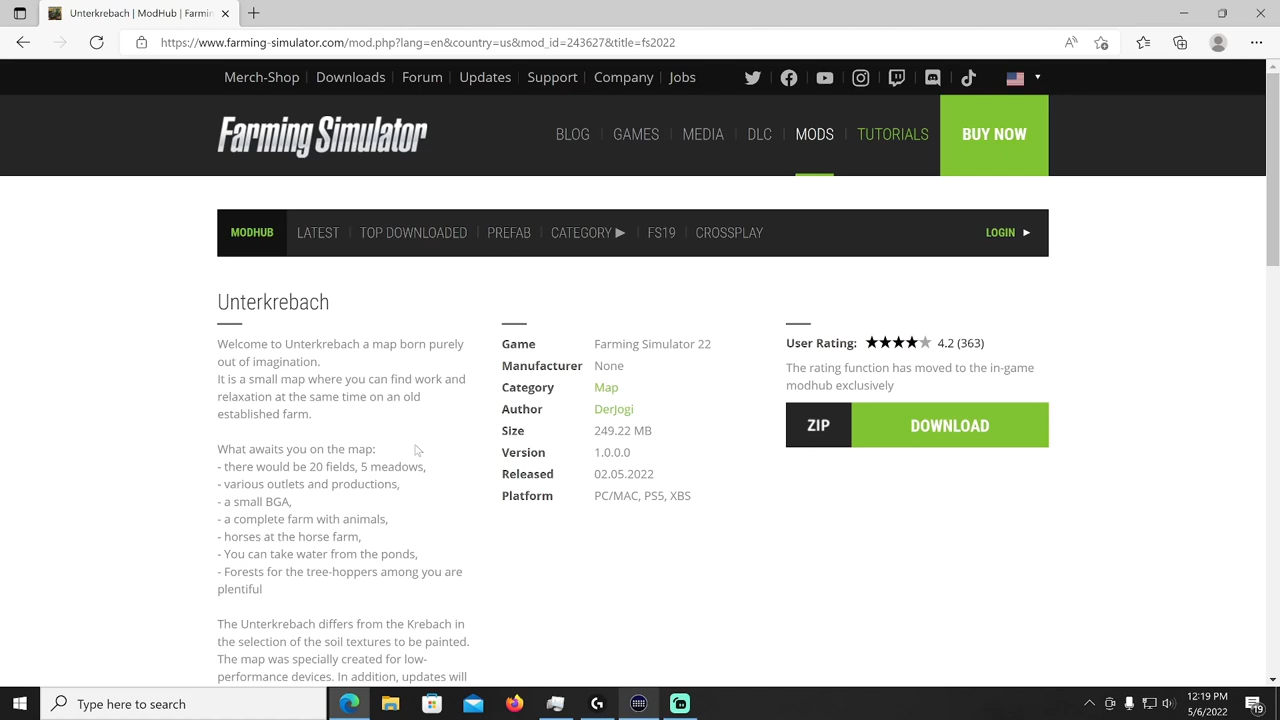 Unterkrebach | ModHub | Farmin
https://www.farming-simulator.com/mod.php?lang=en&country=us&mod_id=243627&title=fs2022
Merch-Shop | Downloads | Forum | Updates | Support | Company | Jobs
Farming Simulator
BLOG | GAMES | MEDIA | DLC | MODS | TUTORIALS
BUY NOW
MODHUB
LATEST | TOP DOWNLOADED | PREFAB | CATEGORY ▶ | FS19 | CROSSPLAY
LOGIN ▶
Unterkrebach
Welcome to Unterkrebach a map born purely
out of imagination.
It is a small map where you can find work and
relaxation at the same time on an old
established farm.
What awaits you on the map:
- there would be 20 fields, 5 meadows,
- various outlets and productions,
- a small BGA,
- a complete farm with animals,
- horses at the horse farm,
- You can take water from the ponds,
- Forests for the tree-hoppers among you are
plentiful
The Unterkrebach differs from the Krebach in
the selection of the soil textures to be painted.
The map was specially created for low-
performance devices. In addition, updates will
Game Farming Simulator 22
Manufacturer None
Category Map
Author DerJogi
Size 249.22 MB
Version 1.0.0.0
Released 02.05.2022
Platform PC/MAC, PS5, XBS
User Rating: ★★★★★ 4.2 (363)
The rating function has moved to the in-game
modhub exclusively
ZIP DOWNLOAD
Type here to search
12:19 PM
5/6/2022
19